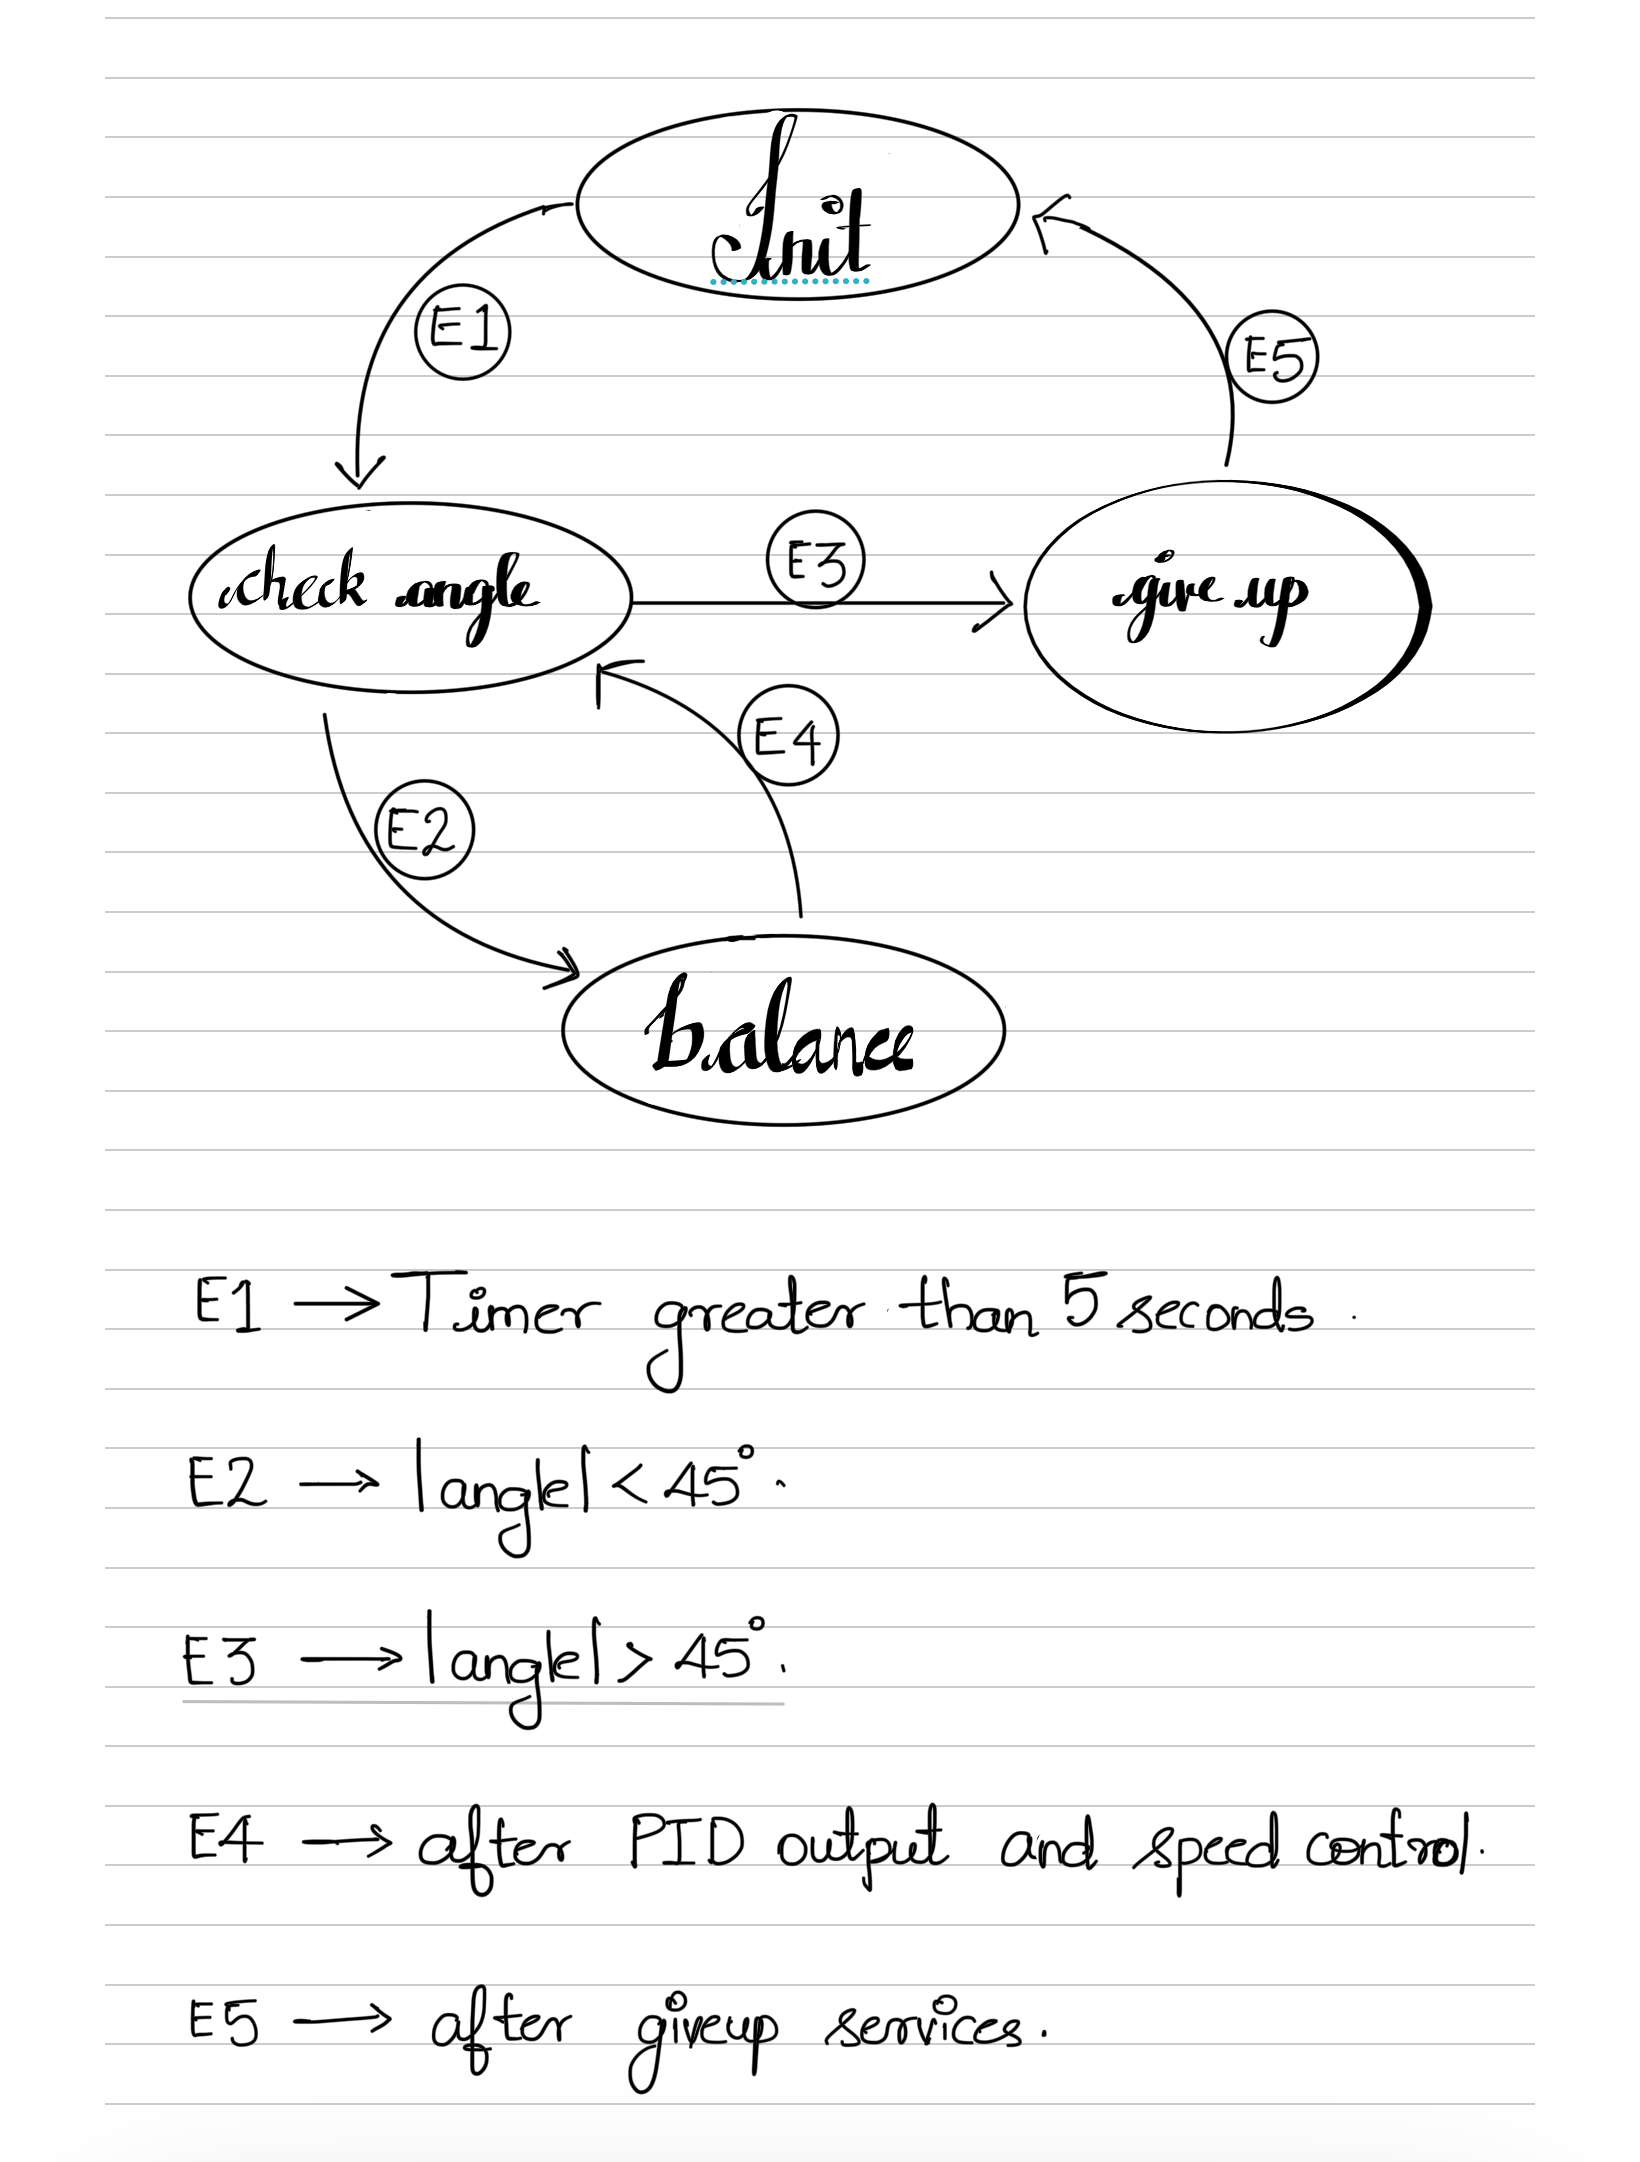 Init
E1
E5
check angle
E3
give up
E4
E2
balance
E1 → Timer greater than 5 seconds.
E2 → |angle| < 45°.
E3 → |angle| > 45°.
E4 → after PID output and speed control.
E5 → after giveup services.